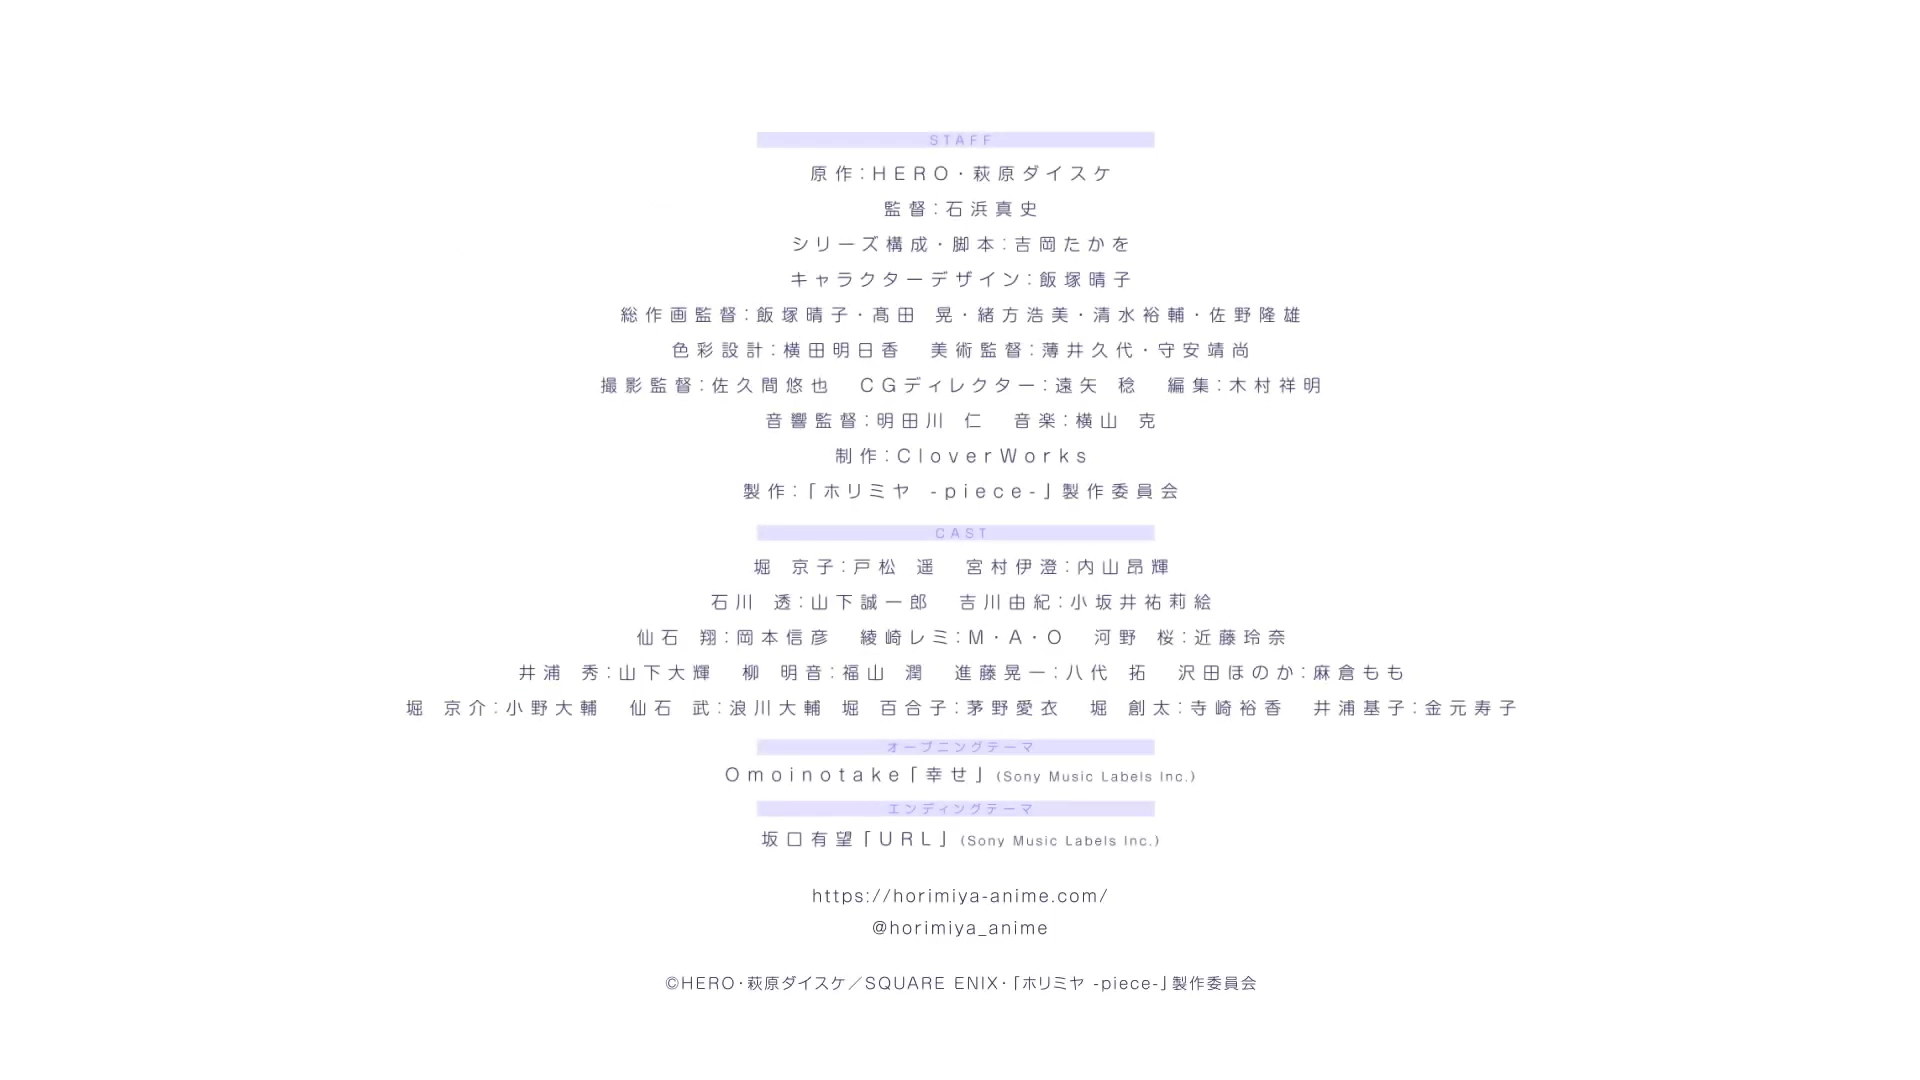 STAFF
原作:HERO・萩原ダイスケ
監督:石浜真史
シリーズ構成・脚本:吉岡たかを
キャラクターデザイン:飯塚晴子
総作画監督:飯塚晴子・髙田 晃・緒方浩美・清水裕輔・佐野隆雄
色彩設計:横田明日香 美術監督:薄井久代・守安靖尚
撮影監督:佐久間悠也 CGディレクター:遠矢 稔 編集:木村祥明
音響監督:明田川 仁 音楽:横山 克
制作:CloverWorks
製作:「ホリミヤ -piece-」製作委員会
CAST
堀 京子:戸松 遥 宮村伊澄:内山昂輝
石川 透:山下誠一郎 吉川由紀:小坂井祐莉絵
仙石 翔:岡本信彦 綾崎レミ:M・A・O 河野 桜:近藤玲奈
井浦 秀:山下大輝 柳 明音:福山 潤 進藤晃一:八代 拓 沢田ほのか:麻倉もも
堀 京介:小野大輔 仙石 武:浪川大輔 堀 百合子:茅野愛衣 堀 創太:寺崎裕香 井浦基子:金元寿子
オープニングテーマ
Omoinotake「幸せ」(Sony Music Labels Inc.)
エンディングテーマ
坂口有望「URL」(Sony Music Labels Inc.)
https://horimiya-anime.com/
@horimiya_anime
©HERO・萩原ダイスケ/SQUARE ENIX・「ホリミヤ -piece-」製作委員会